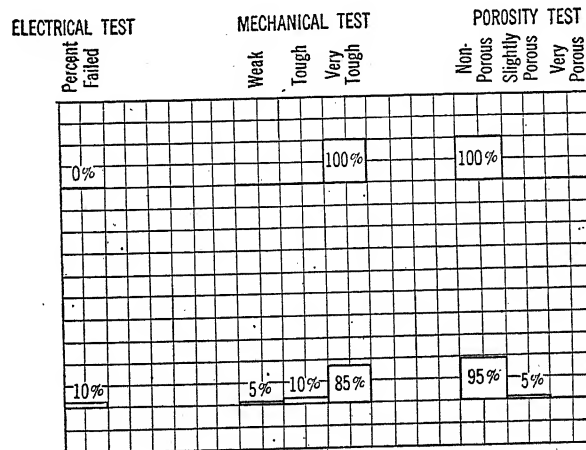 ELECTRICAL TEST MECHANICAL TEST POROSITY TEST
Percent Failed Weak Tough Very Tough Non-Porous Slightly Porous Very Porous
0% 100% 100%
10% 5% 10% 85% 95% 5%